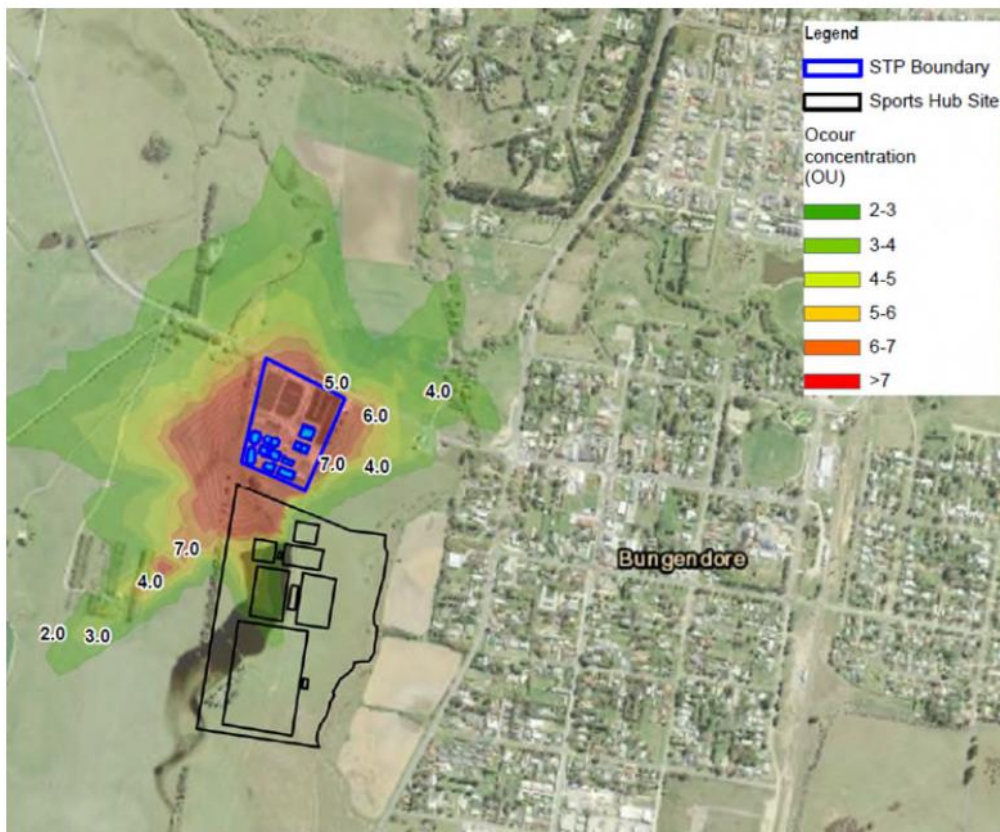 Legend
STP Boundary
Sports Hub Site
Ocour
concentration
(OU)
2-3
3-4
4-5
5-6
6-7
>7
5.0
4.0
6.0
7.0
4.0
7.0
4.0
2.0
3.0
Bungendore